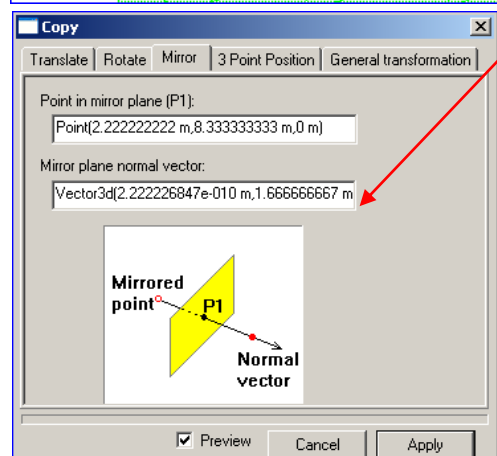 Copy
Translate Rotate Mirror 3 Point Position General transformation
Point in mirror plane (P1):
Point(2.222222222 m,8.333333333 m,0 m)
Mirror plane normal vector:
Vector3d(2.222226847e-010 m,1.666666667 m
Mirrored
point
P1
Normal
vector
Preview Cancel Apply